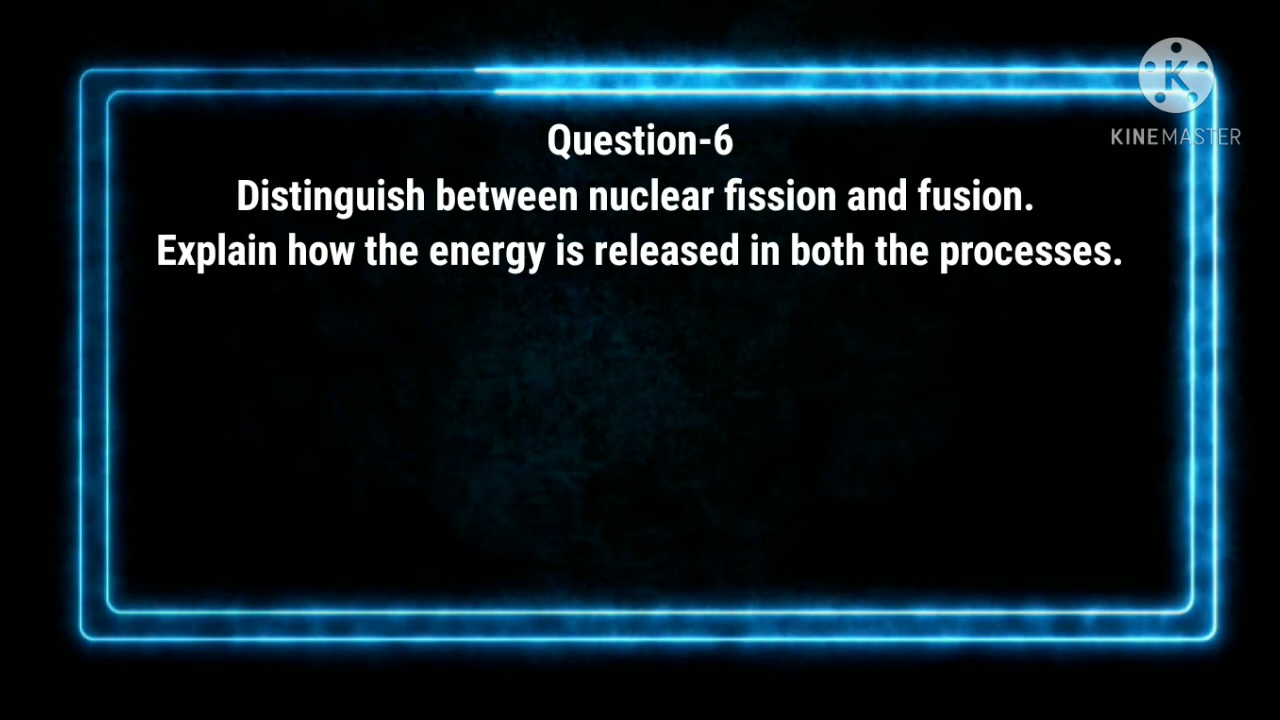 Question-6
Distinguish between nuclear fission and fusion.
Explain how the energy is released in both the processes.
K
KINEMASTER